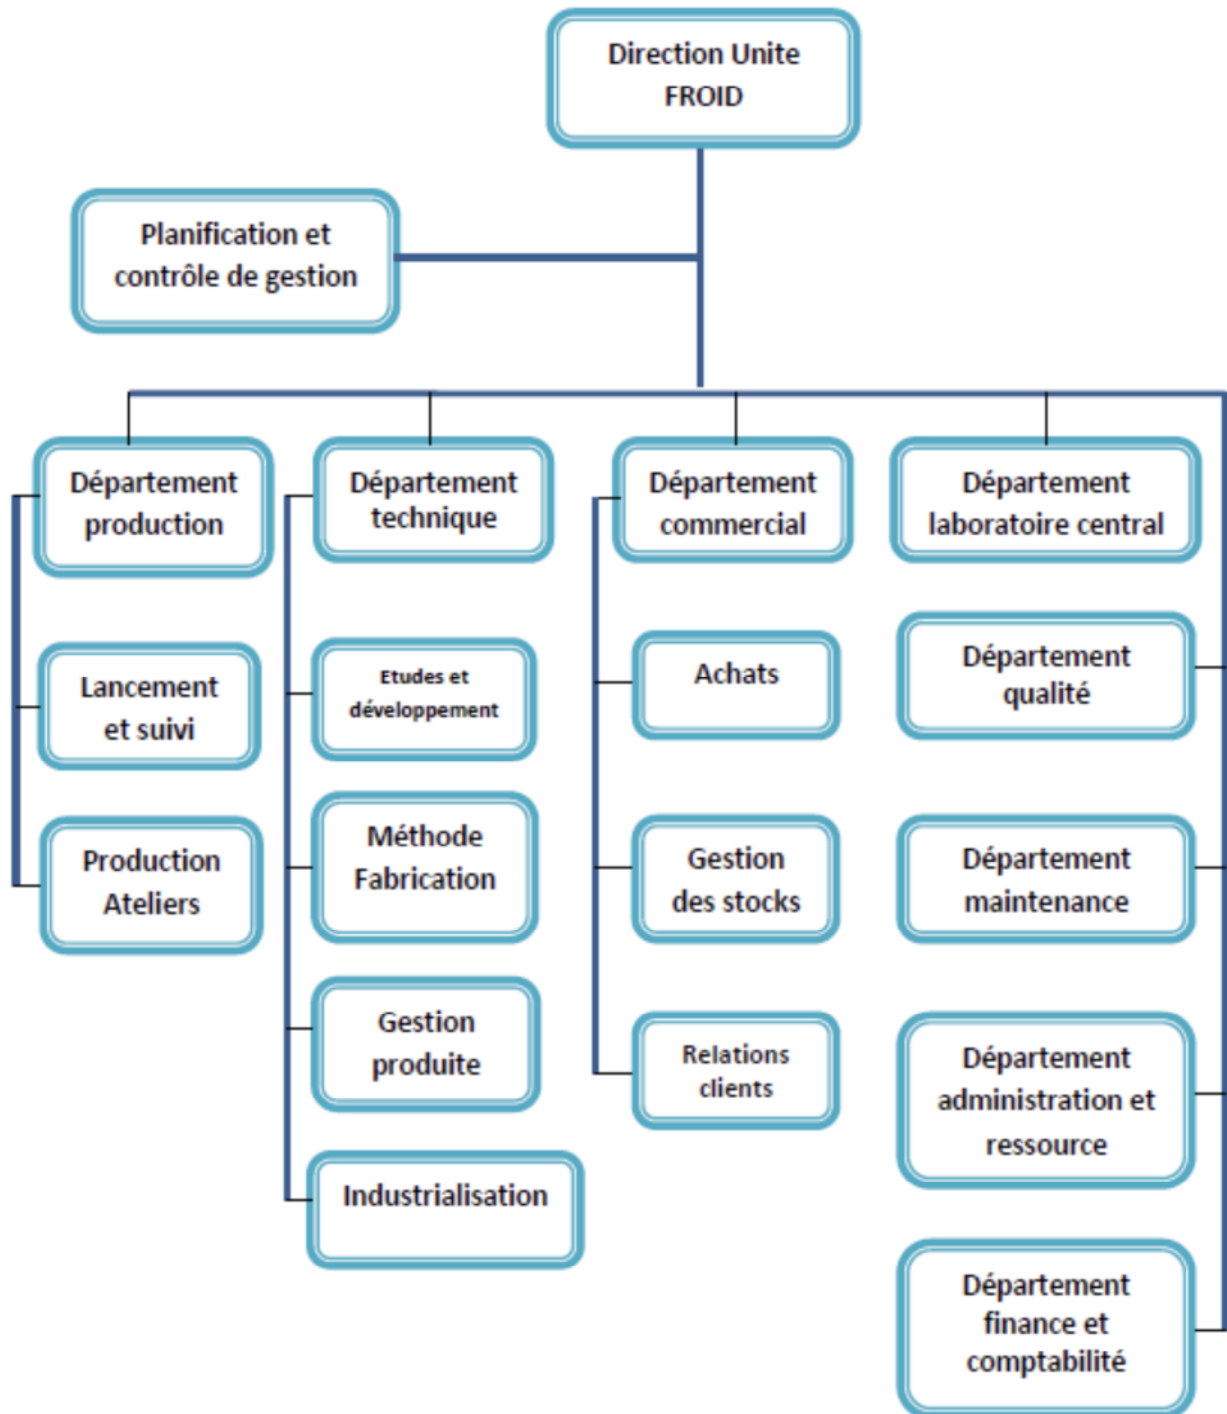 Direction Unite
FROID
Planification et
contrôle de gestion
Département
production
Département
technique
Département
commercial
Département
laboratoire central
Lancement
et suivi
Etudes et
développement
Achats
Département
qualité
Production
Ateliers
Méthode
Fabrication
Gestion
des stocks
Département
maintenance
Gestion
produite
Relations
clients
Département
administration et
ressource
Industrialisation
Département
finance et
comptabilité